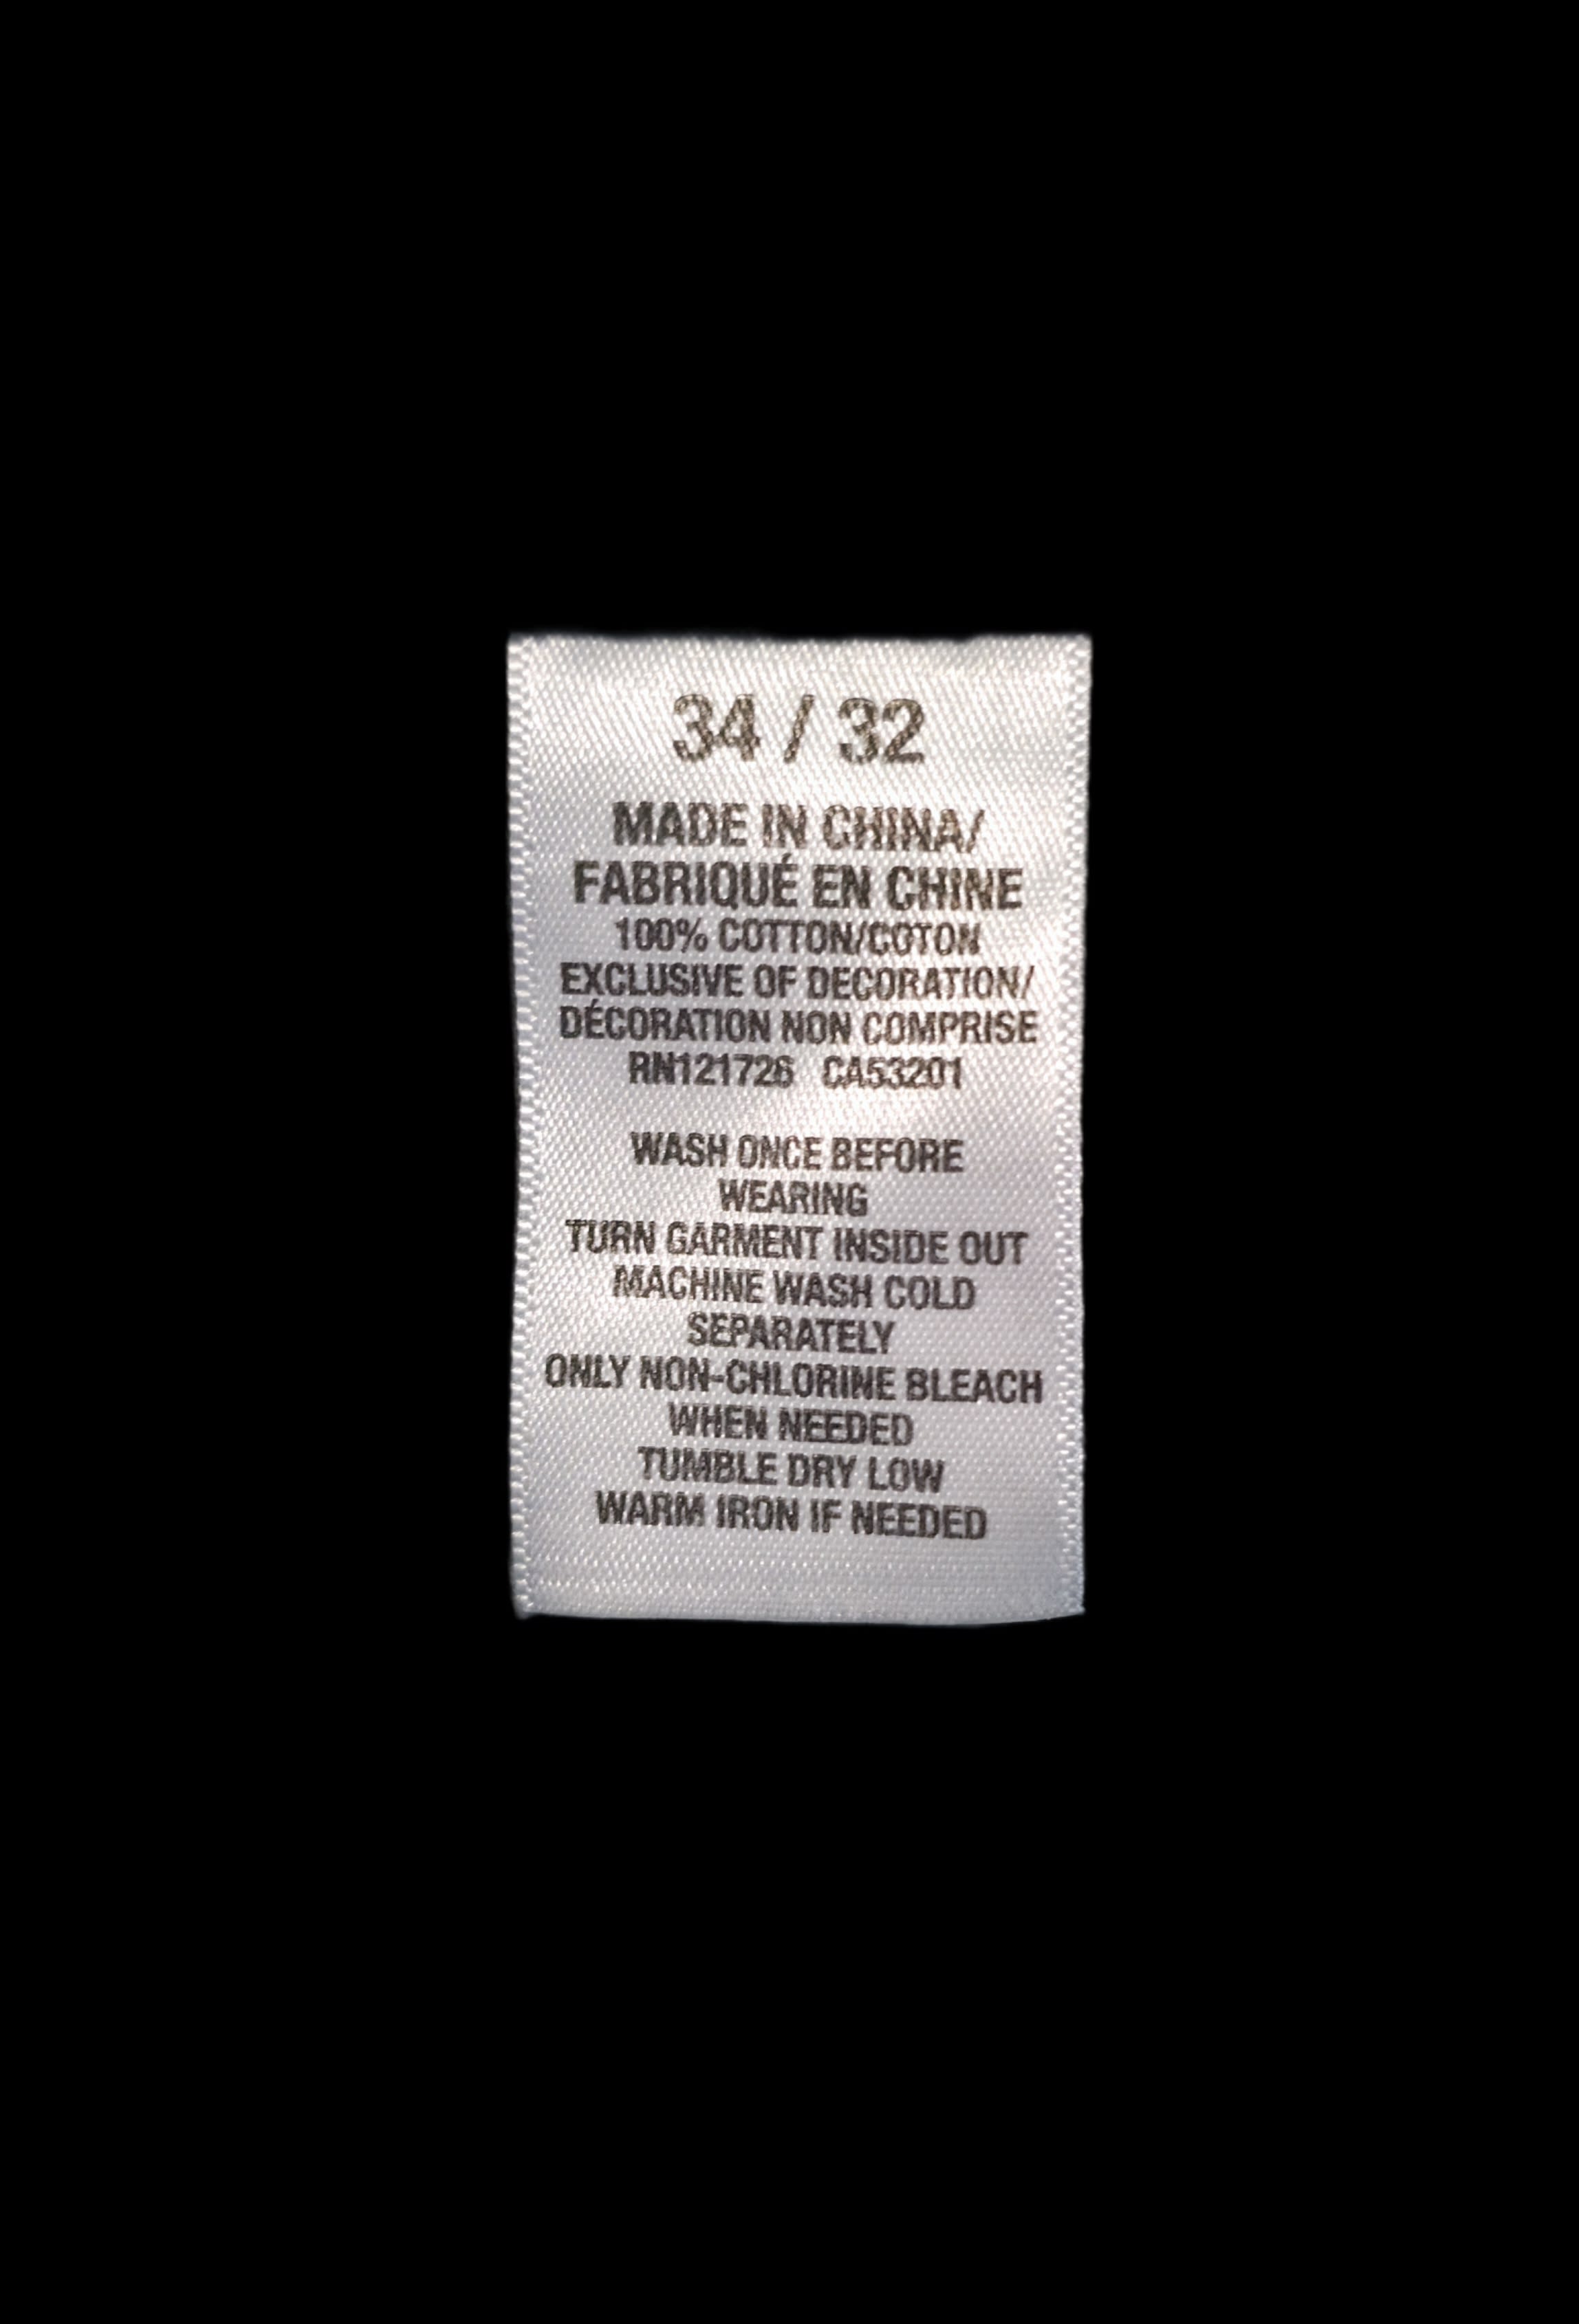 34 / 32
MADE IN CHINA/
FABRIQUÉ EN CHINE
100% COTTON/COTON
EXCLUSIVE OF DECORATION/
DÉCORATION NON COMPRISE
RN121726 CA53201
WASH ONCE BEFORE
WEARING
TURN GARMENT INSIDE OUT
MACHINE WASH COLD
SEPARATELY
ONLY NON-CHLORINE BLEACH
WHEN NEEDED
TUMBLE DRY LOW
WARM IRON IF NEEDED